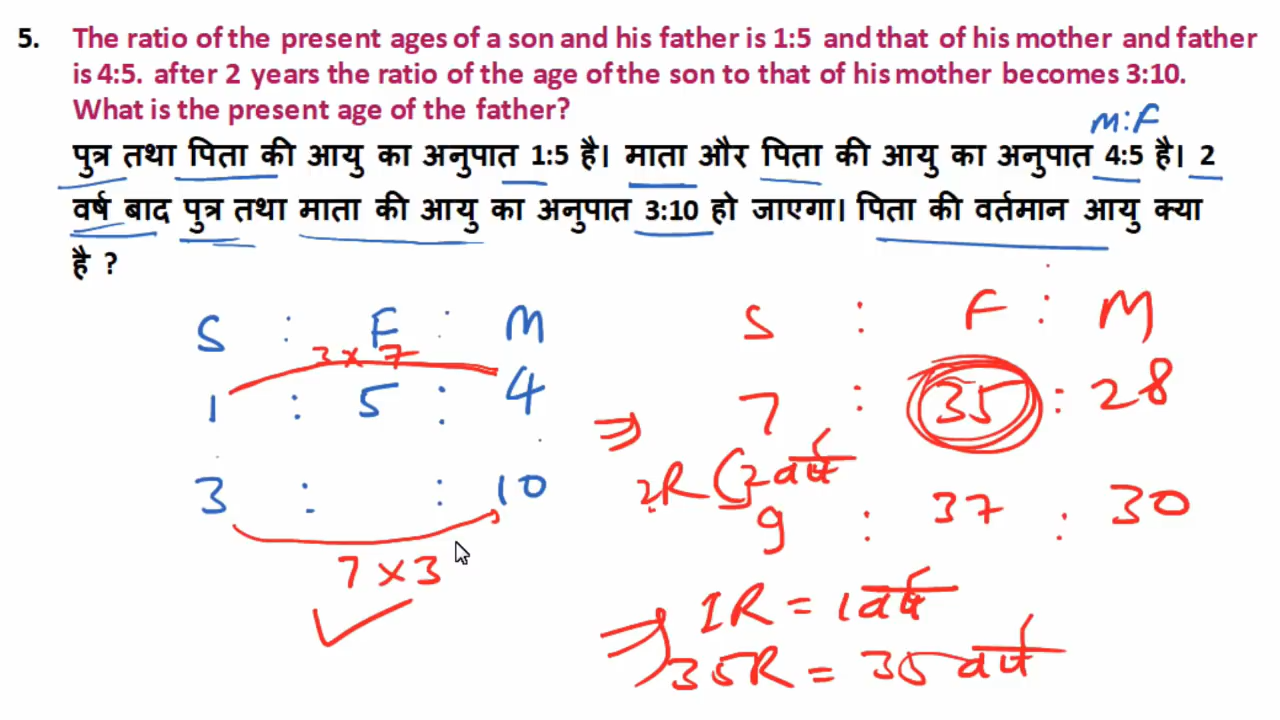 5. The ratio of the present ages of a son and his father is 1:5 and that of his mother and father
is 4:5. after 2 years the ratio of the age of the son to that of his mother becomes 3:10.
What is the present age of the father?
m:F
पुत्र तथा पिता की आयु का अनुपात 1:5 है। माता और पिता की आयु का अनुपात 4:5 है। 2
वर्ष बाद पुत्र तथा माता की आयु का अनुपात 3:10 हो जाएगा। पिता की वर्तमान आयु क्या
है ?
S : F : M
3 × 7
1 : 5 : 4
3 : : 10
7 × 3
S : F : M
⇒ 7 : 35 : 28
2R (2 वर्ष
9 : 37 : 30
1R = 1 वर्ष
⇒ 35R = 35 वर्ष